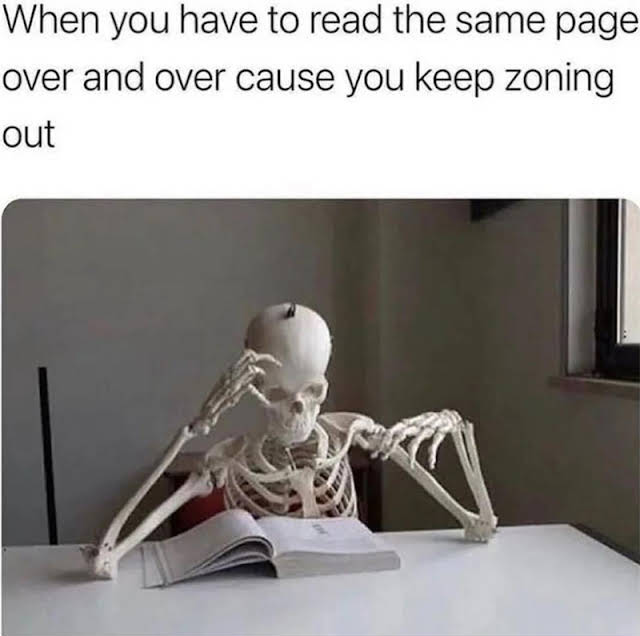 When you have to read the same page
over and over cause you keep zoning
out